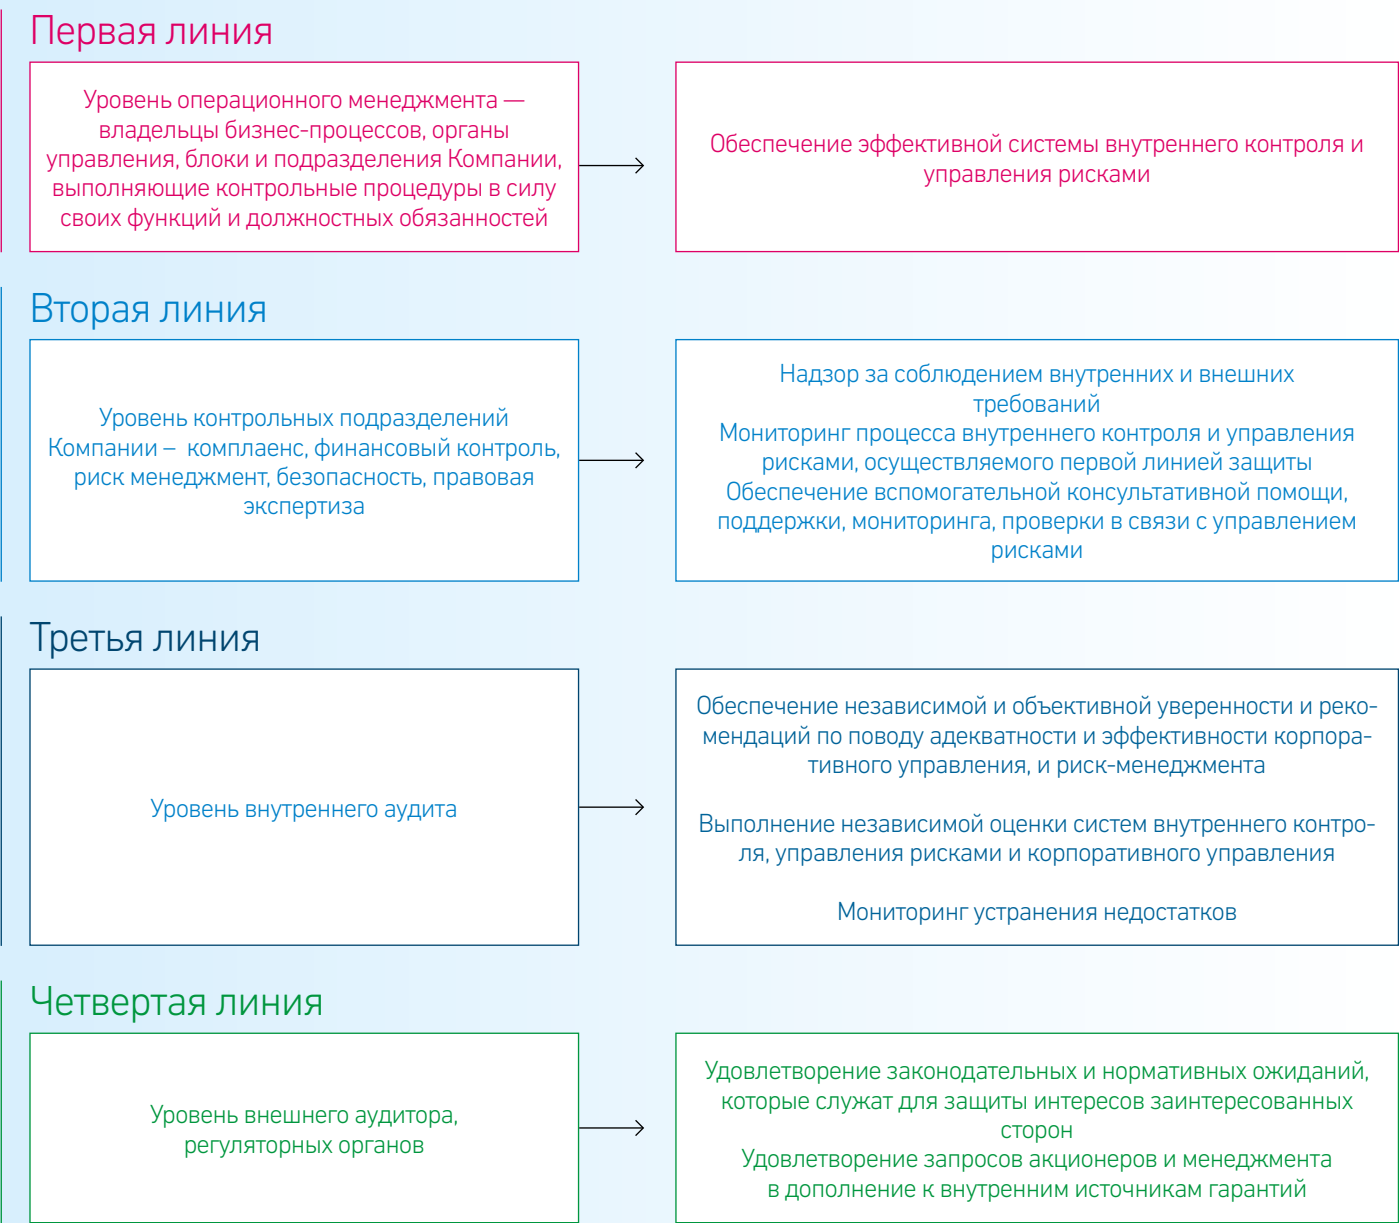 Первая линия
Уровень операционного менеджмента —
владельцы бизнес-процессов, органы
управления, блоки и подразделения Компании,
выполняющие контрольные процедуры в силу
своих функций и должностных обязанностей
Обеспечение эффективной системы внутреннего контроля и
управления рисками
Вторая линия
Уровень контрольных подразделений
Компании – комплаенс, финансовый контроль,
риск менеджмент, безопасность, правовая
экспертиза
Надзор за соблюдением внутренних и внешних
требований
Мониторинг процесса внутреннего контроля и управления
рисками, осуществляемого первой линией защиты
Обеспечение вспомогательной консультативной помощи,
поддержки, мониторинга, проверки в связи с управлением
рисками
Третья линия
Уровень внутреннего аудита
Обеспечение независимой и объективной уверенности и реко-
мендаций по поводу адекватности и эффективности корпора-
тивного управления, и риск-менеджмента
Выполнение независимой оценки систем внутреннего контро-
ля, управления рисками и корпоративного управления
Мониторинг устранения недостатков
Четвертая линия
Уровень внешнего аудитора,
регуляторных органов
Удовлетворение законодательных и нормативных ожиданий,
которые служат для защиты интересов заинтересованных
сторон
Удовлетворение запросов акционеров и менеджмента
в дополнение к внутренним источникам гарантий